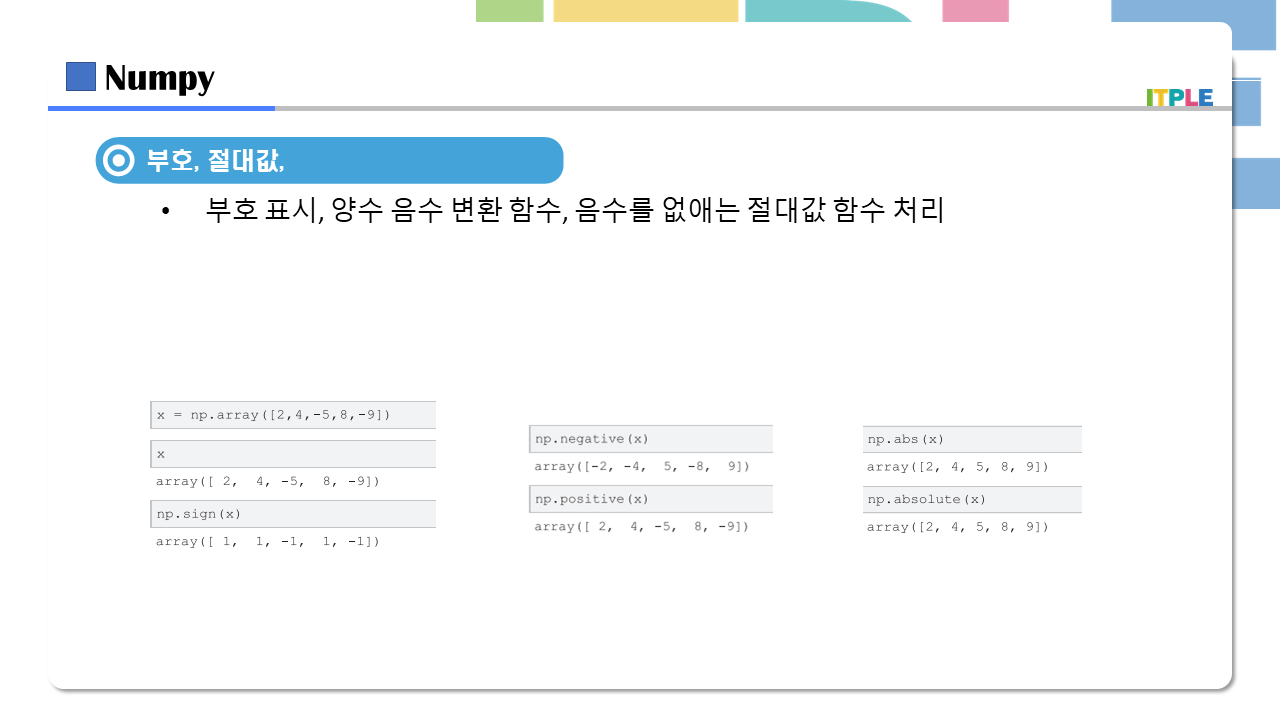 Numpy
ITPLE
부호, 절대값,
• 부호 표시, 양수 음수 변환 함수, 음수를 없애는 절대값 함수 처리
x = np.array([2,4,-5,8,-9])
x
array([ 2,  4, -5,  8, -9])
np.sign(x)
array([ 1,  1, -1,  1, -1])
np.negative(x)
array([-2, -4,  5, -8,  9])
np.positive(x)
array([ 2,  4, -5,  8, -9])
np.abs(x)
array([2, 4, 5, 8, 9])
np.absolute(x)
array([2, 4, 5, 8, 9])